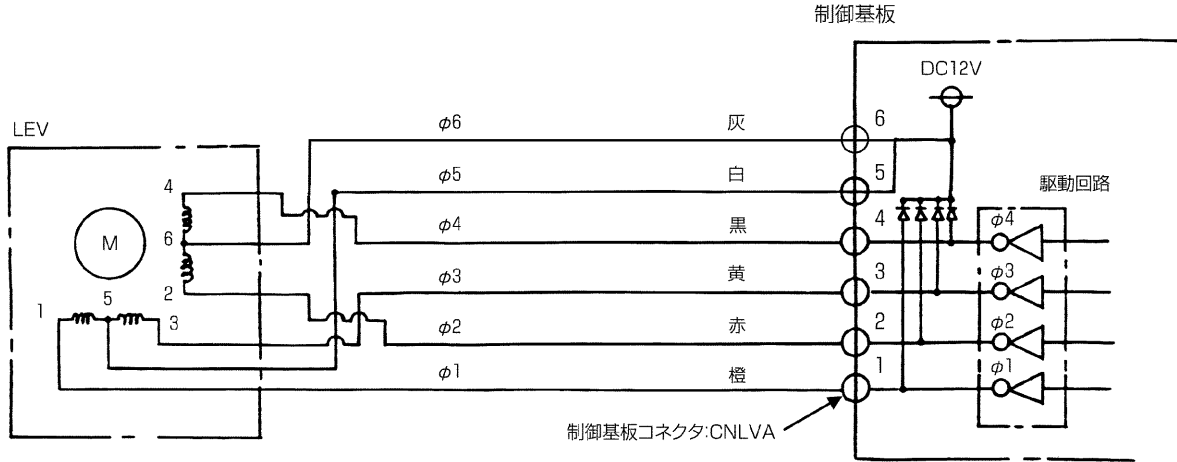 制御基板
DC12V
LEV
φ6 灰 6
φ5 白 5
駆動回路
4
φ4 黒 4 φ4
M
6
φ3 黄 3 φ3
2
1 5 3
φ2 赤 2 φ2
φ1 橙 1 φ1
制御基板コネクタ:CNLVA